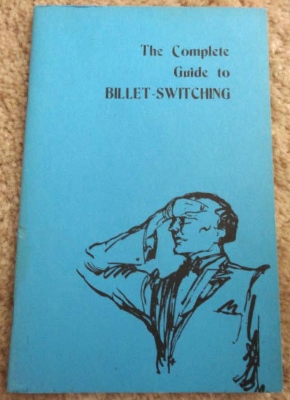 The Complete
Guide to
BILLET-SWITCHING